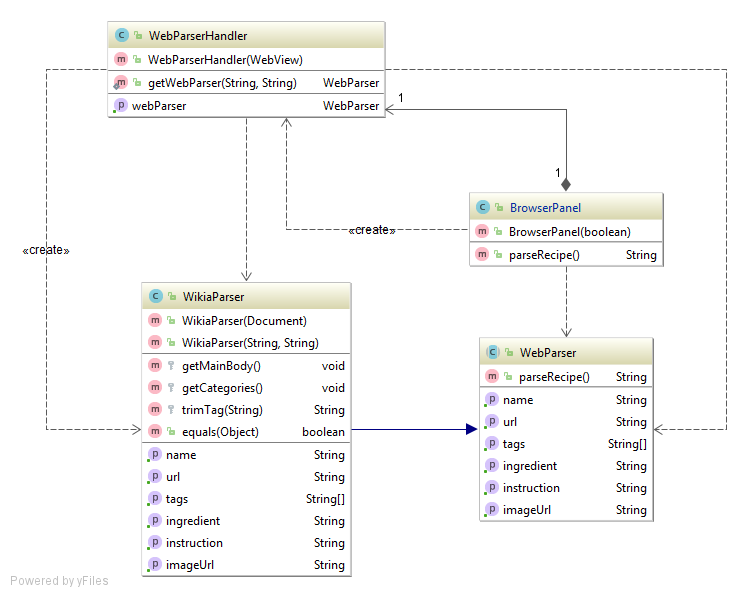 WebParserHandler
WebParserHandler(WebView)
getWebParser(String, String) WebParser
webParser WebParser
1
1
BrowserPanel
BrowserPanel(boolean)
parseRecipe() String
«create»
«create»
WikiaParser
WikiaParser(Document)
WikiaParser(String, String)
getMainBody() void
getCategories() void
trimTag(String) String
equals(Object) boolean
name String
url String
tags String[]
ingredient String
instruction String
imageUrl String
WebParser
parseRecipe() String
name String
url String
tags String[]
ingredient String
instruction String
imageUrl String
Powered by yFiles